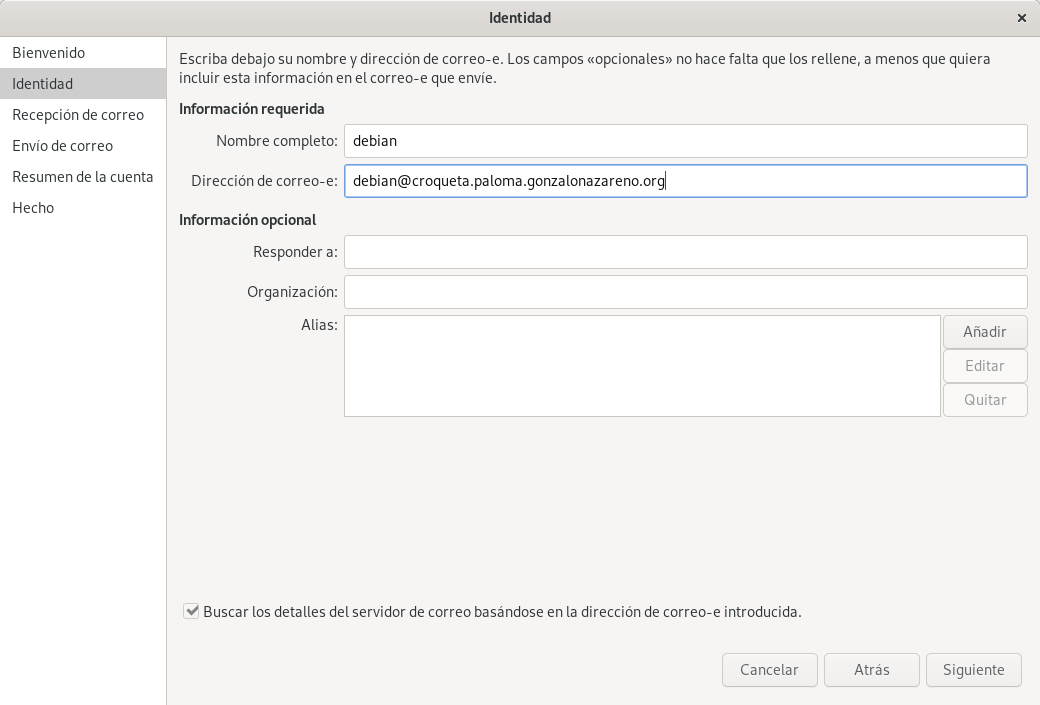 Identidad
Bienvenido
Identidad
Recepción de correo
Envío de correo
Resumen de la cuenta
Hecho
Escriba debajo su nombre y dirección de correo-e. Los campos «opcionales» no hace falta que los rellene, a menos que quiera
incluir esta información en el correo-e que envíe.
Información requerida
Nombre completo: debian
Dirección de correo-e: debian@croqueta.paloma.gonzalonazareno.org
Información opcional
Responder a:
Organización:
Alias:
Añadir
Editar
Quitar
Buscar los detalles del servidor de correo basándose en la dirección de correo-e introducida.
Cancelar Atrás Siguiente